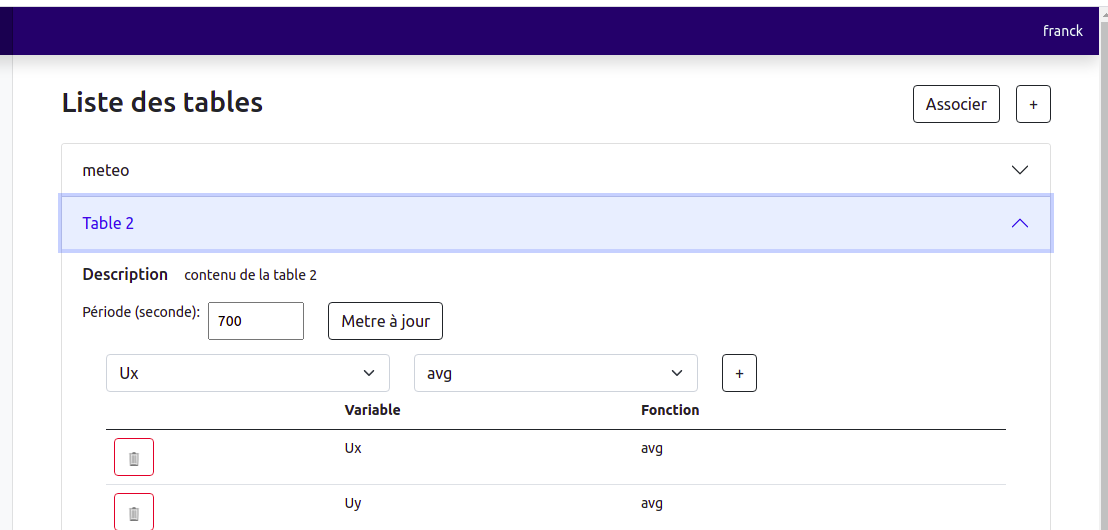 franck
Liste des tables
Associer
+
meteo
Table 2
Description contenu de la table 2
Période (seconde): 700 Metre à jour
Ux avg +
Variable Fonction
Ux avg
Uy avg